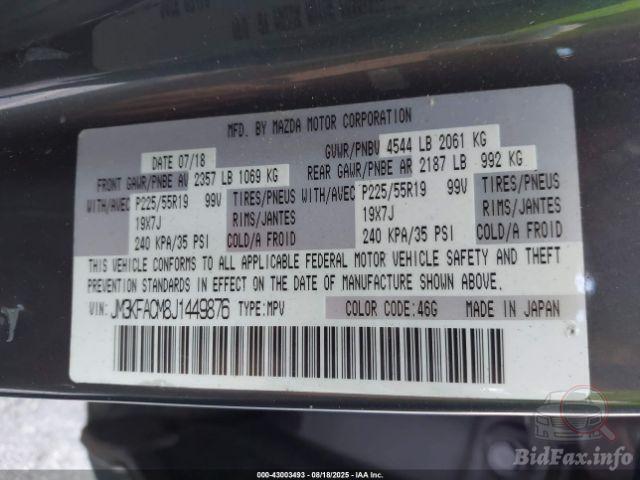 MFD. BY MAZDA MOTOR CORPORATION
DATE 07/18 GVWR/PNBV 4544 LB 2061 KG
FRONT GAWR/PNBE AV 2357 LB 1069 KG REAR GAWR/PNBE AR 2187 LB 992 KG
WITH/AVEC P225/55R19 99V TIRES/PNEUS WITH/AVEC P225/55R19 99V TIRES/PNEUS
19X7J RIMS/JANTES 19X7J RIMS/JANTES
240 KPA/35 PSI COLD/A FROID 240 KPA/35 PSI COLD/A FROID
THIS VEHICLE CONFORMS TO ALL APPLICABLE FEDERAL MOTOR VEHICLE SAFETY AND THEFT
PREVENTION STANDARDS IN EFFECT ON THE DATE OF MANUFACTURE SHOWN ABOVE.
VIN: JM3KFACM8J1449876 TYPE: MPV COLOR CODE: 46G MADE IN JAPAN
BidFax.info
000-43003493 - 08/18/2025 - IAA Inc.